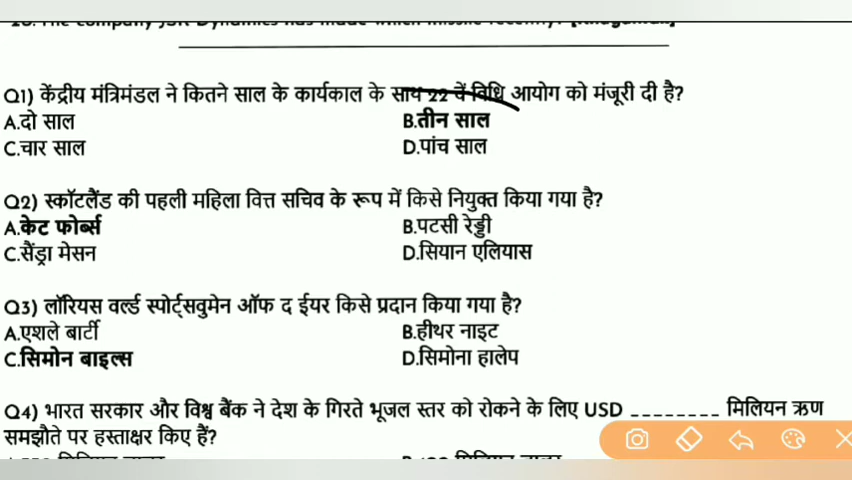 Q1) केंद्रीय मंत्रिमंडल ने कितने साल के कार्यकाल के साथ 22 वें विधि आयोग को मंजूरी दी है?
A.दो साल B.तीन साल
C.चार साल D.पांच साल
Q2) स्कॉटलैंड की पहली महिला वित्त सचिव के रूप में किसे नियुक्त किया गया है?
A.केट फोर्ब्स B.पटसी रेड्डी
C.सैंड्रा मेसन D.सियान एलियास
Q3) लॉरियस वर्ल्ड स्पोर्ट्सवुमेन ऑफ द ईयर किसे प्रदान किया गया है?
A.एशले बार्टी B.हीथर नाइट
C.सिमोन बाइल्स D.सिमोना हालेप
Q4) भारत सरकार और विश्व बैंक ने देश के गिरते भूजल स्तर को रोकने के लिए USD ________ मिलियन ऋण
समझौते पर हस्ताक्षर किए हैं?